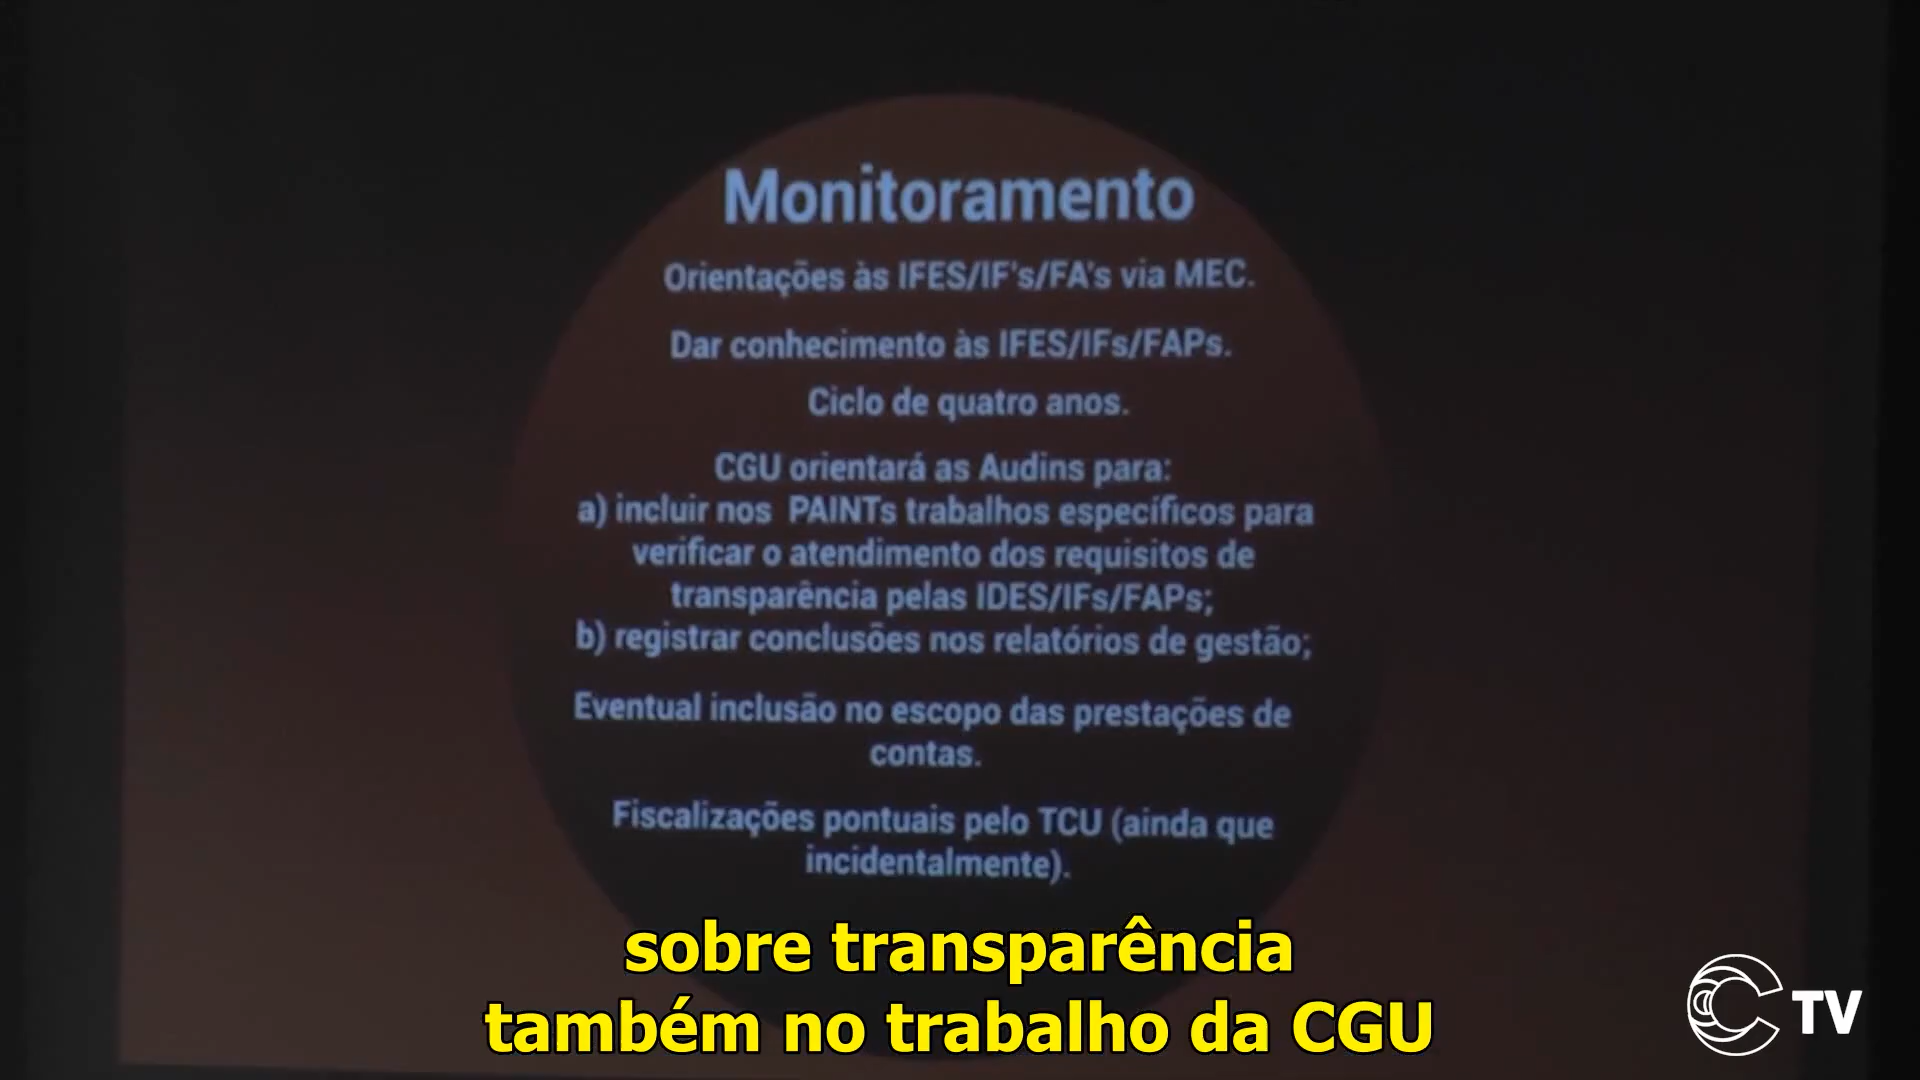 Monitoramento
Orientações às IFES/IF's/FA's via MEC.
Dar conhecimento às IFES/IFs/FAPs.
Ciclo de quatro anos.
CGU orientará as Audins para:
a) incluir nos PAINTs trabalhos específicos para
verificar o atendimento dos requisitos de
transparência pelas IDES/IFs/FAPs;
b) registrar conclusões nos relatórios de gestão;
Eventual inclusão no escopo das prestações de
contas.
Fiscalizações pontuais pelo TCU (ainda que
incidentalmente).
sobre transparência
também no trabalho da CGU
TV